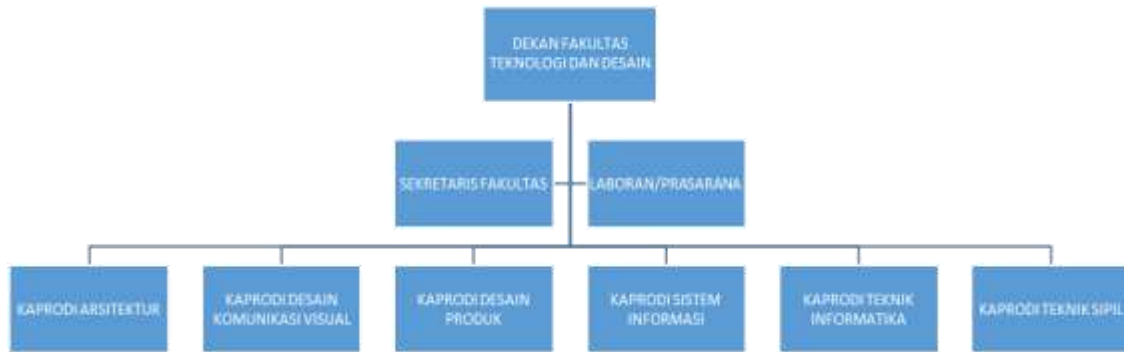 DEKAN FAKULTAS
TEKNOLOGI DAN DESAIN
SEKRETARIS FAKULTAS
LABORAN/PRASARANA
KAPRODI ARSITEKTUR
KAPRODI DESAIN
KOMUNIKASI VISUAL
KAPRODI DESAIN
PRODUK
KAPRODI SISTEM
INFORMASI
KAPRODI TEKNIK
INFORMATIKA
KAPRODI TEKNIK SIPIL